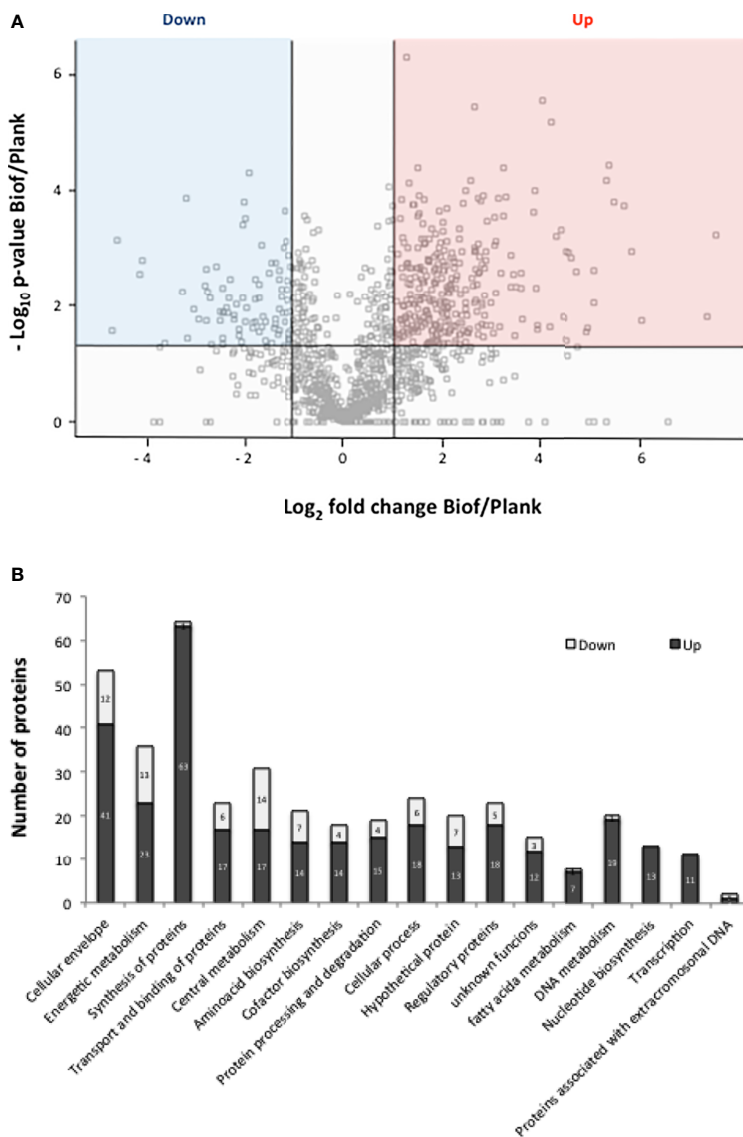 A
Down
Up
6
4
2
0
- Log10 p-value Biof/Plank
- 4
- 2
0
2
4
6
Log2 fold change Biof/Plank
B
70
60
50
40
30
20
10
0
Number of proteins
Down
Up
12
41
13
23
63
6
17
14
17
7
14
4
14
4
15
6
18
7
13
5
18
3
12
7
19
13
11
Cellular envelope
Energetic metabolism
Synthesis of proteins
Transport and binding of proteins
Central metabolism
Aminoacid biosynthesis
Cofactor biosynthesis
Protein processing and degradation
Cellular process
Hypothetical protein
Regulatory proteins
unknown funcions
fatty acida metabolism
DNA metabolism
Nucleotide biosynthesis
Transcription
Proteins associated with extracromosomal DNA